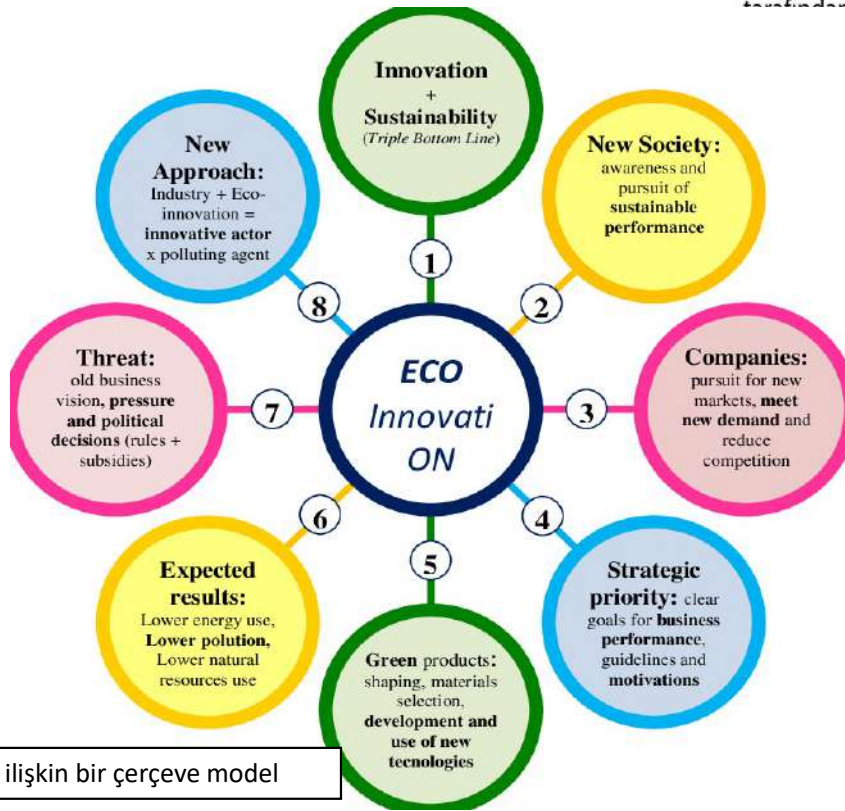 Innovation
+
Sustainability
(Triple Bottom Line)
1
New Society:
awareness and
pursuit of
sustainable
performance
2
Companies:
pursuit for new
markets, meet
new demand and
reduce
competition
3
Strategic
priority: clear
goals for business
performance,
guidelines and
motivations
4
Green products:
shaping, materials
selection,
development and
use of new
tecnologies
5
Expected
results:
Lower energy use,
Lower polution,
Lower natural
resources use
6
Threat:
old business
vision, pressure
and political
decisions (rules +
subsidies)
7
New
Approach:
Industry + Eco-
innovation =
innovative actor
x polluting agent
8
ECO
Innovati
ON
ilişkin bir çerçeve model